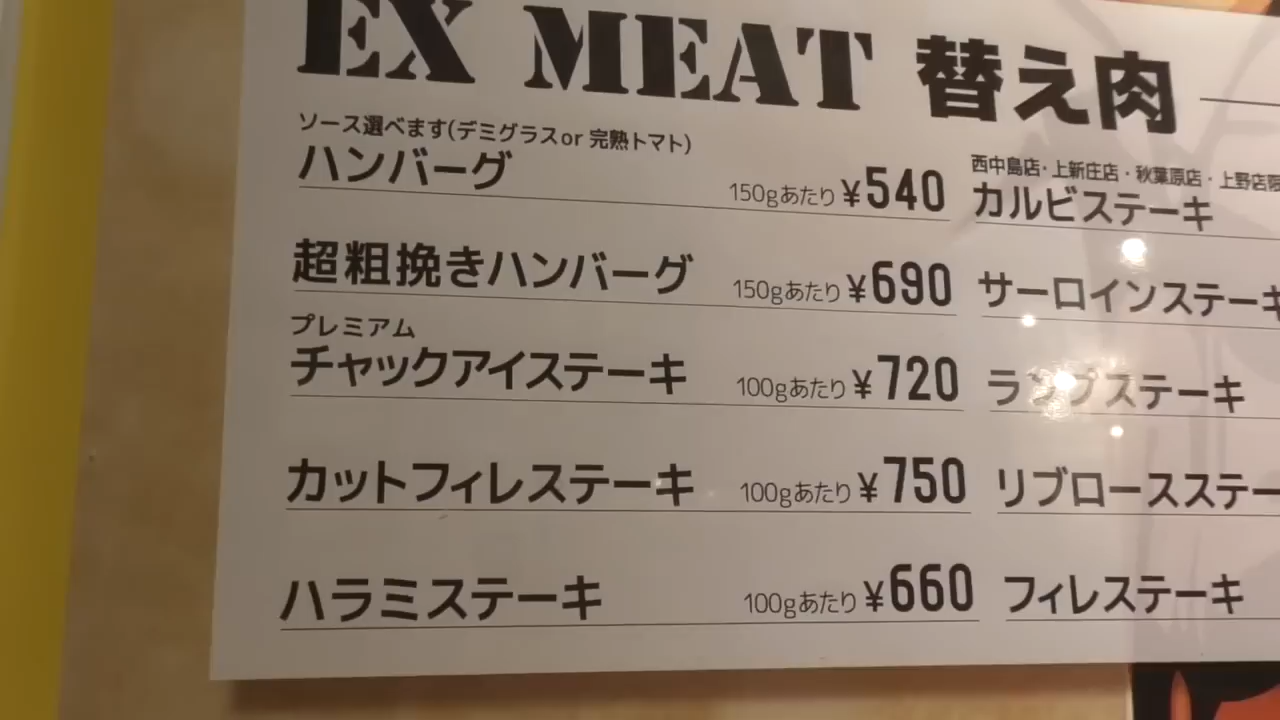 EX MEAT 替え肉
ソース選べます(デミグラスor 完熟トマト)
ハンバーグ 150gあたり ¥540
超粗挽きハンバーグ 150gあたり ¥690
プレミアム
チャックアイステーキ 100gあたり ¥720
カットフィレステーキ 100gあたり ¥750
ハラミステーキ 100gあたり ¥660
西中島店・上新庄店・秋葉原店・上野店限
カルビステーキ
サーロインステーキ
ランプステーキ
リブロースステー
フィレステーキ